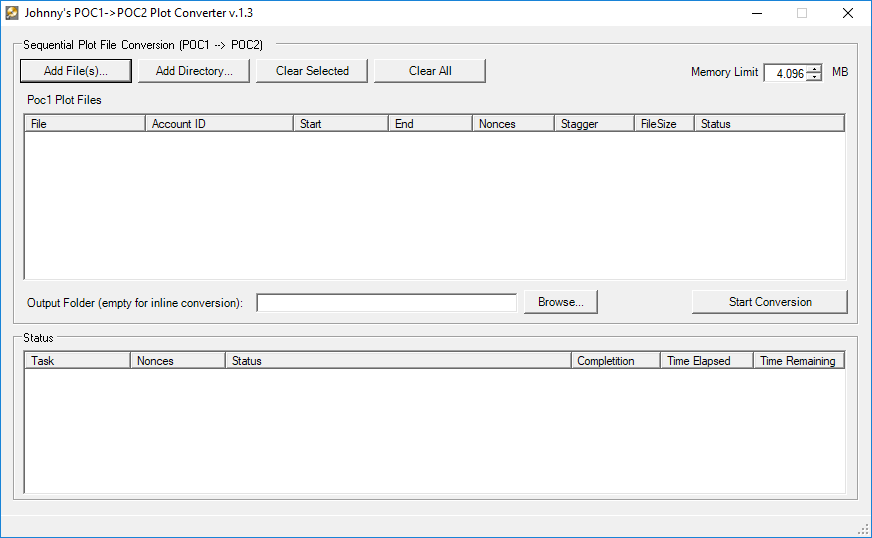 Johnny's POC1->POC2 Plot Converter v.1.3
Sequential Plot File Conversion (POC1 --> POC2)
Add File(s)... Add Directory... Clear Selected Clear All Memory Limit 4.096 MB
Poc1 Plot Files
File Account ID Start End Nonces Stagger FileSize Status
Output Folder (empty for inline conversion): Browse... Start Conversion
Status
Task Nonces Status Completition Time Elapsed Time Remaining